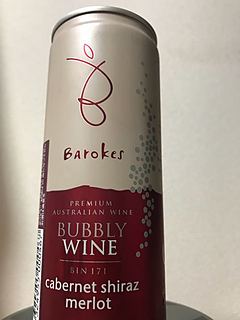 Barokes
PREMIUM
AUSTRALIAN WINE
BUBBLY
WINE
BIN 171
cabernet shiraz
merlot